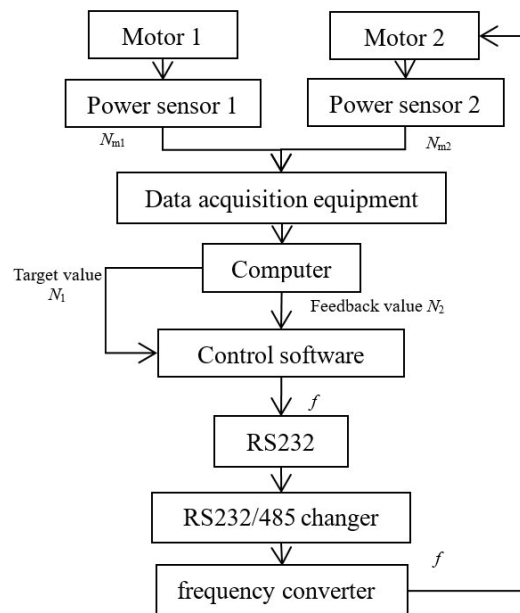 Motor 1
Motor 2
Power sensor 1
Power sensor 2
Nm1
Nm2
Data acquisition equipment
Computer
Target value
N1
Feedback value N2
Control software
f
RS232
RS232/485 changer
f
frequency converter